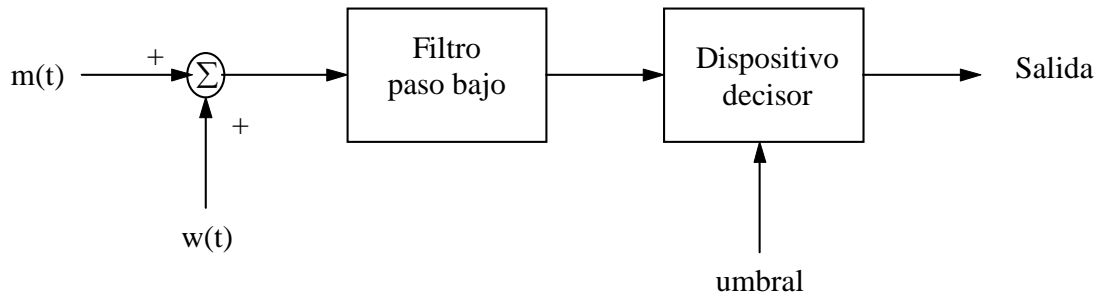 m(t)
+
Σ
+
w(t)
Filtro
paso bajo
Dispositivo
decisor
umbral
Salida